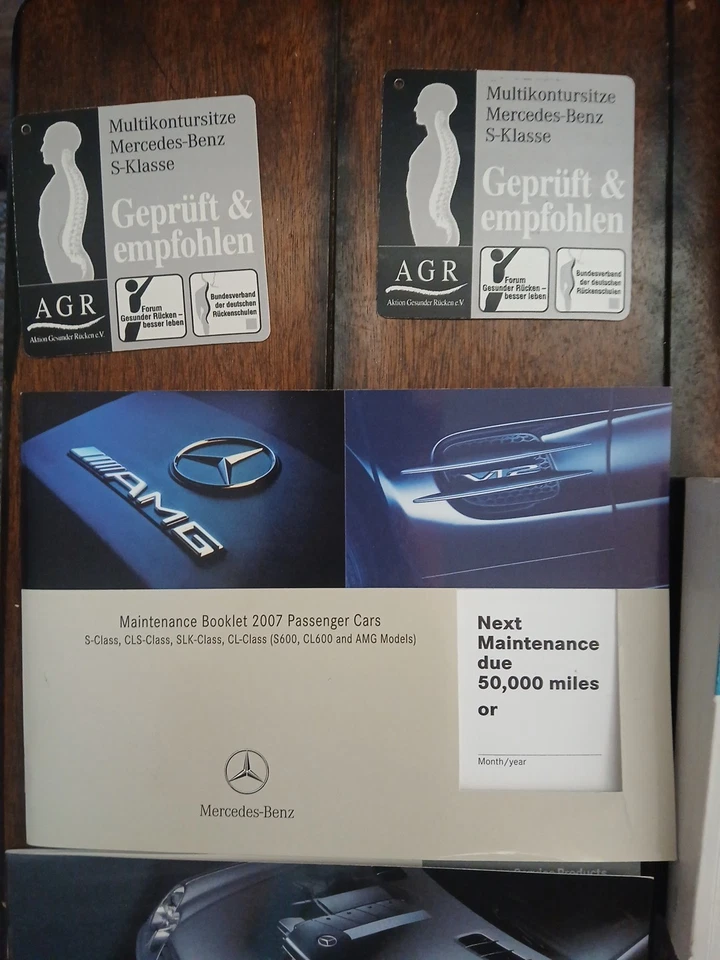 Multikontursitze
Mercedes-Benz
S-Klasse
Geprüft &
empfohlen
AGR
Aktion Gesunder Rücken e.V.
Forum
Gesunder Rücken –
besser leben
Bundesverband
der deutschen
Rückenschulen
Multikontursitze
Mercedes-Benz
S-Klasse
Geprüft &
empfohlen
AGR
Aktion Gesunder Rücken e.V.
Forum
Gesunder Rücken –
besser leben
Bundesverband
der deutschen
Rückenschulen
AMG
V12
Maintenance Booklet 2007 Passenger Cars
S-Class, CLS-Class, SLK-Class, CL-Class (S600, CL600 and AMG Models)
Next
Maintenance
due
50,000 miles
or
Month/year
Mercedes-Benz
Products